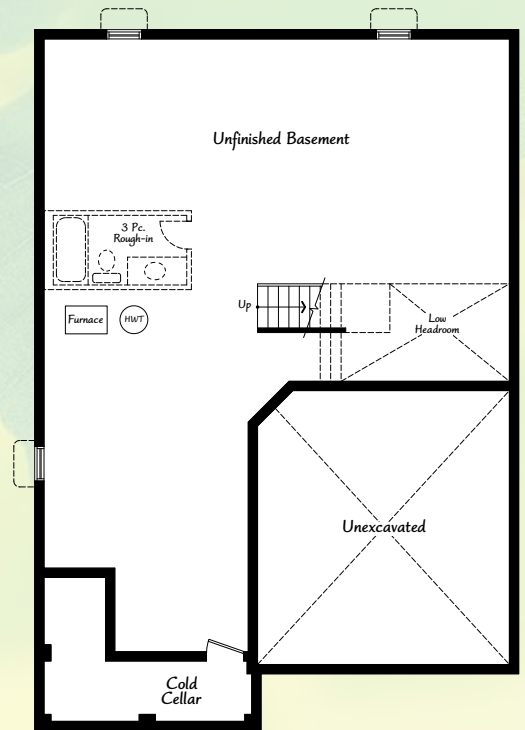 Unfinished Basement
3 Pc.
Rough-in
Up
Furnace
HWT
Low
Headroom
Unexcavated
Cold
Cellar